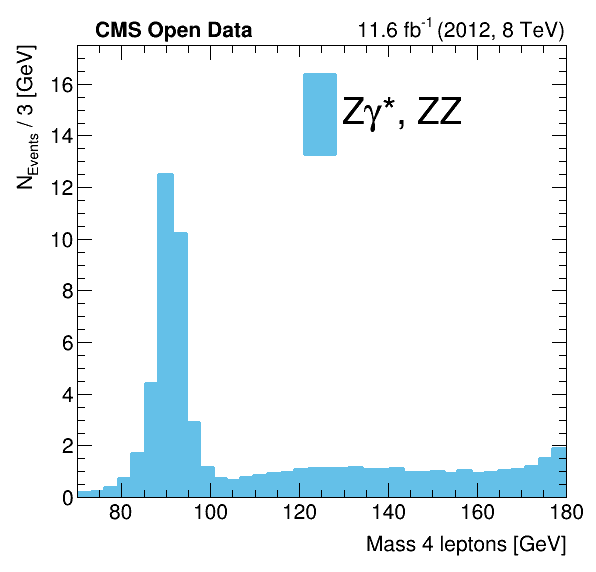 CMS Open Data
11.6 fb⁻¹ (2012, 8 TeV)
N_Events / 3 [GeV]
Zγ*, ZZ
16
14
12
10
8
6
4
2
0
80 100 120 140 160 180
Mass 4 leptons [GeV]